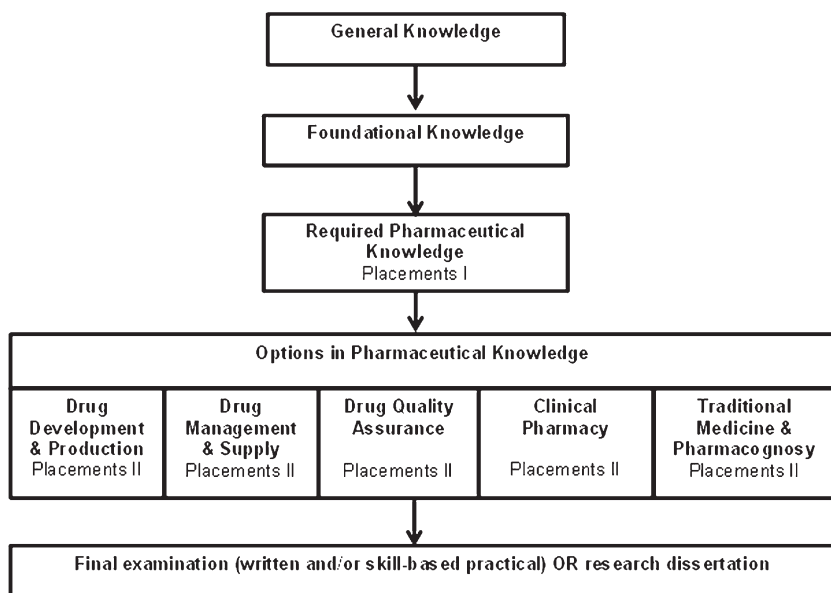 General Knowledge
Foundational Knowledge
Required Pharmaceutical
Knowledge
Placements I
Options in Pharmaceutical Knowledge
Drug
Development
& Production
Placements II
Drug
Management
& Supply
Placements II
Drug Quality
Assurance
Placements II
Clinical
Pharmacy
Placements II
Traditional
Medicine &
Pharmacognosy
Placements II
Final examination (written and/or skill-based practical) OR research dissertation